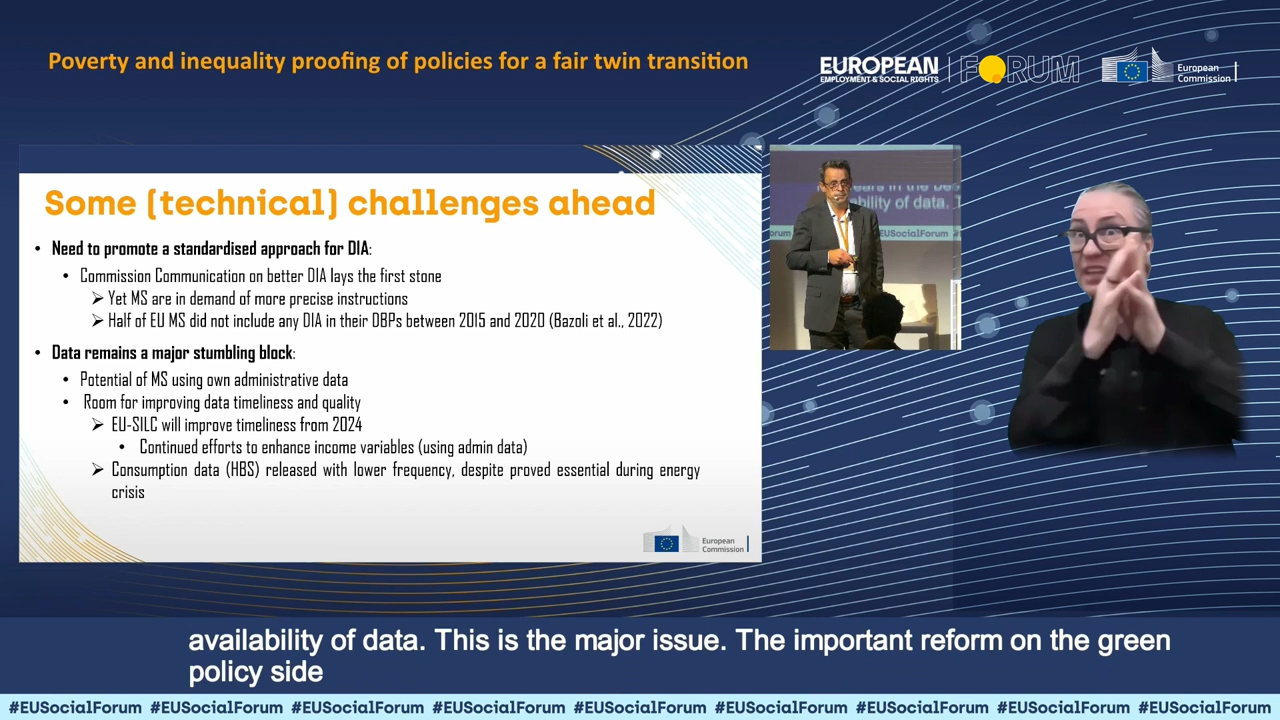 Poverty and inequality proofing of policies for a fair twin transition
EUROPEAN
EMPLOYMENT & SOCIAL RIGHTS
FORUM
European
Commission
Some (technical) challenges ahead
• Need to promote a standardised approach for DIA:
• Commission Communication on better DIA lays the first stone
➢ Yet MS are in demand of more precise instructions
➢ Half of EU MS did not include any DIA in their DBPs between 2015 and 2020 (Bazoli et al., 2022)
• Data remains a major stumbling block:
• Potential of MS using own administrative data
• Room for improving data timeliness and quality
➢ EU-SILC will improve timeliness from 2024
• Continued efforts to enhance income variables (using admin data)
➢ Consumption data (HBS) released with lower frequency, despite proved essential during energy
crisis
European
Commission
ears in the
ability of data.
#EUSocialForum
availability of data. This is the major issue. The important reform on the green
policy side
#EUSocialForum #EUSocialForum #EUSocialForum #EUSocialForum #EUSocialForum #EUSocialForum #EUSocialForum #EUSocialForum #EUSocialForum